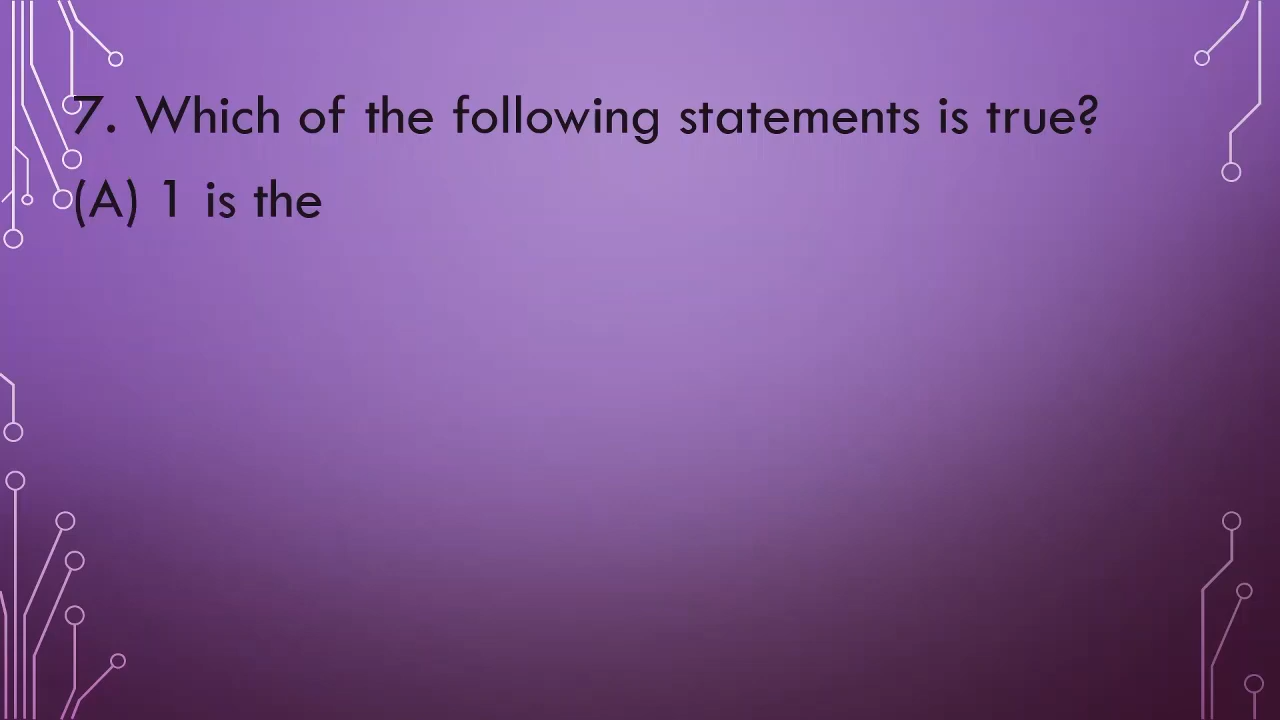 7. Which of the following statements is true?
(A) 1 is the